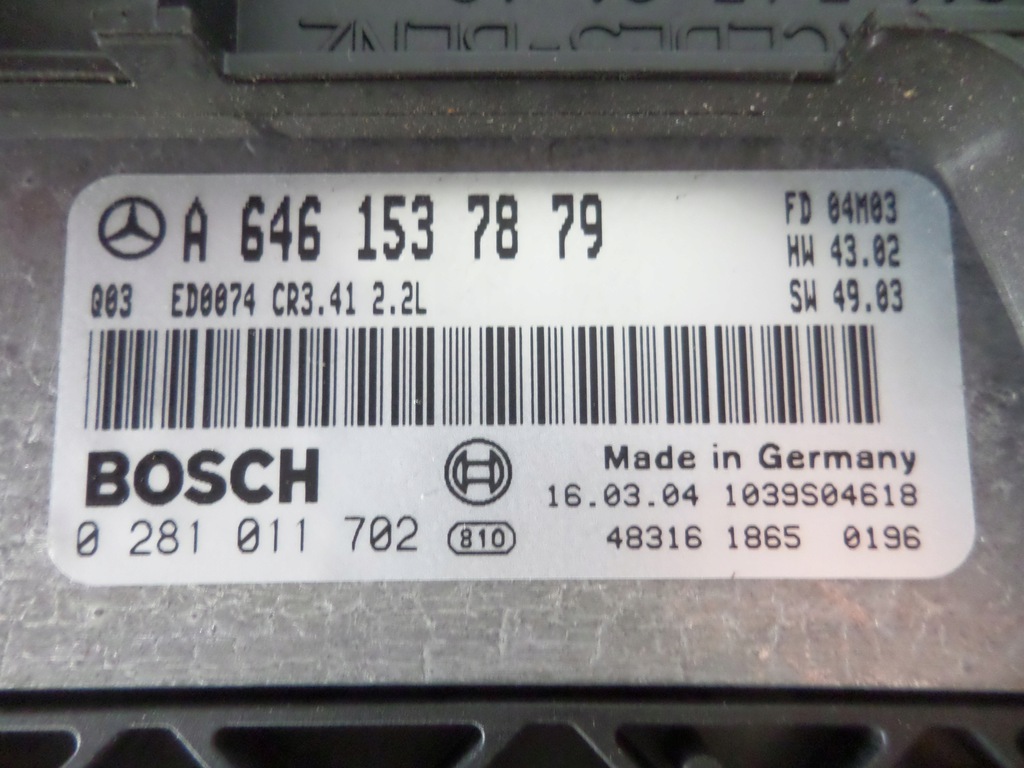 A 646 153 78 79
FD 04M03
HW 43.02
SW 49.03
Q03 ED0074 CR3.41 2.2L
BOSCH
Made in Germany
16.03.04 1039S04618
0 281 011 702
810
48316 1865 0196